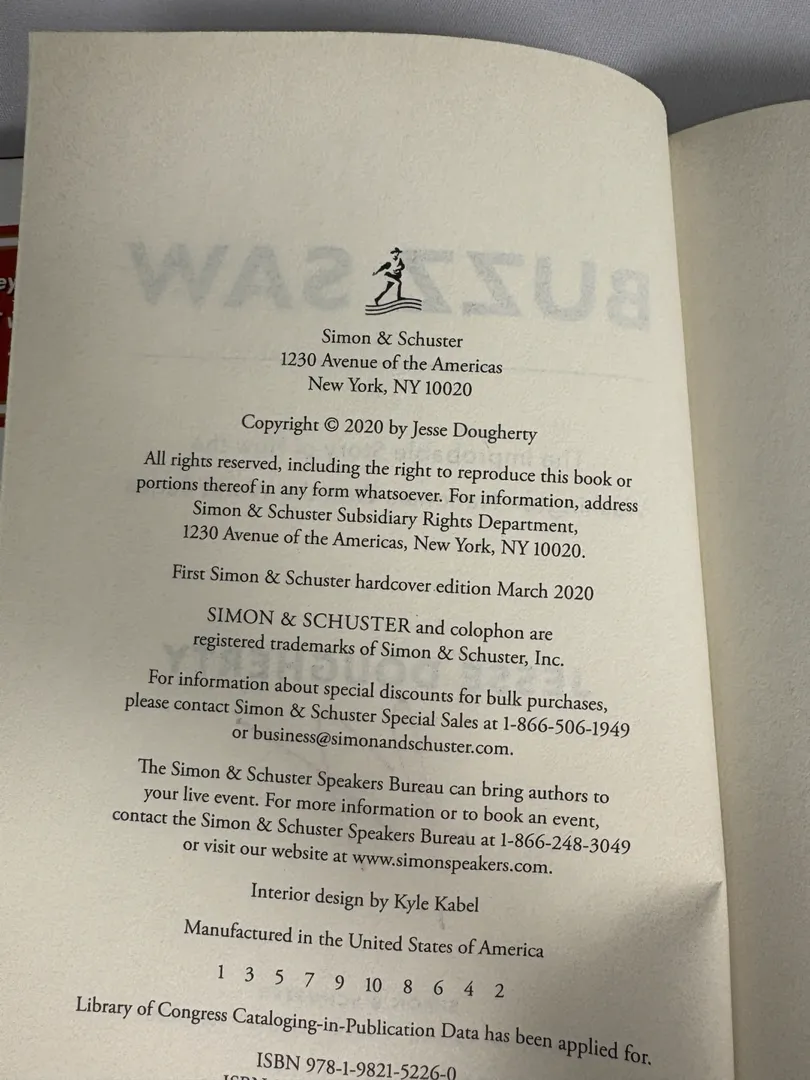 BUZZ SAW
Simon & Schuster
1230 Avenue of the Americas
New York, NY 10020
Copyright © 2020 by Jesse Dougherty
All rights reserved, including the right to reproduce this book or
portions thereof in any form whatsoever. For information, address
Simon & Schuster Subsidiary Rights Department,
1230 Avenue of the Americas, New York, NY 10020.
First Simon & Schuster hardcover edition March 2020
SIMON & SCHUSTER and colophon are
registered trademarks of Simon & Schuster, Inc.
For information about special discounts for bulk purchases,
please contact Simon & Schuster Special Sales at 1-866-506-1949
or business@simonandschuster.com.
The Simon & Schuster Speakers Bureau can bring authors to
your live event. For more information or to book an event,
contact the Simon & Schuster Speakers Bureau at 1-866-248-3049
or visit our website at www.simonspeakers.com.
Interior design by Kyle Kabel
Manufactured in the United States of America
1 3 5 7 9 10 8 6 4 2
Library of Congress Cataloging-in-Publication Data has been applied for.
ISBN 978-1-9821-5226-0